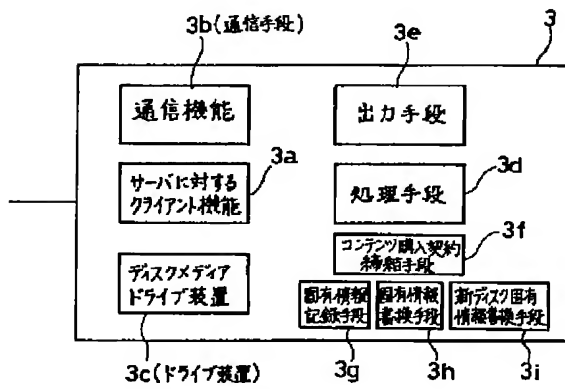 3b(通信手段)
3e
3
通信機能
出力手段
3a
サーバに対する
クライアント機能
3d
処理手段
3f
コンテンツ購入契約
締結手段
ディスクメディア
ドライブ装置
固有情報
記録手段
固有情報
書換手段
新ディスク固有
情報書換手段
3c(ドライブ装置)
3g
3h
3i